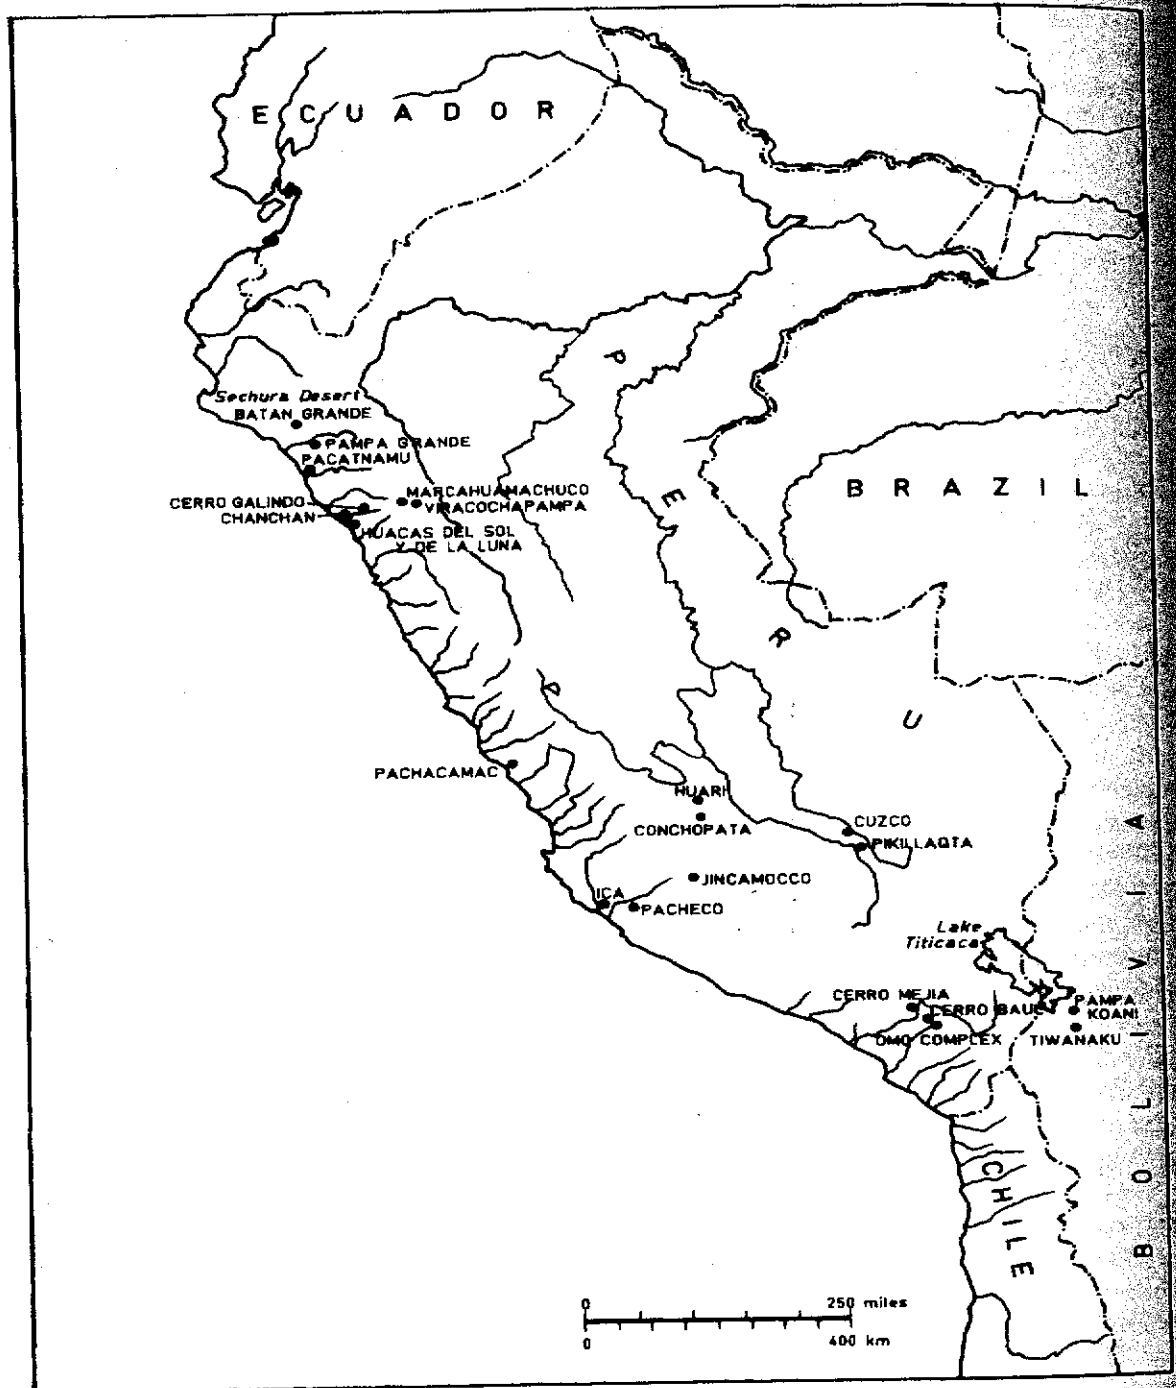 ECUADOR
PERU
Sechura Desert
BATAN GRANDE
PAMPA GRANDE
PACATNAMU
MARCAHUAMACHUCO
CERRO GALINDO
VIRACOCHAPAMPA
CHANCHAN
HUACAS DEL SOL
Y DE LA LUNA
BRAZIL
PACHACAMAC
HUARI
CONCHOPATA
CUZCO
PIKILLAQTA
JINCAMOCCO
ICA
PACHECO
Lake
Titicaca
CERRO MEJIA
CERRO BAUL
OMO COMPLEX
PAMPA
KOANI
TIWANAKU
BOLIVIA
CHILE
0 250 miles
0 400 km